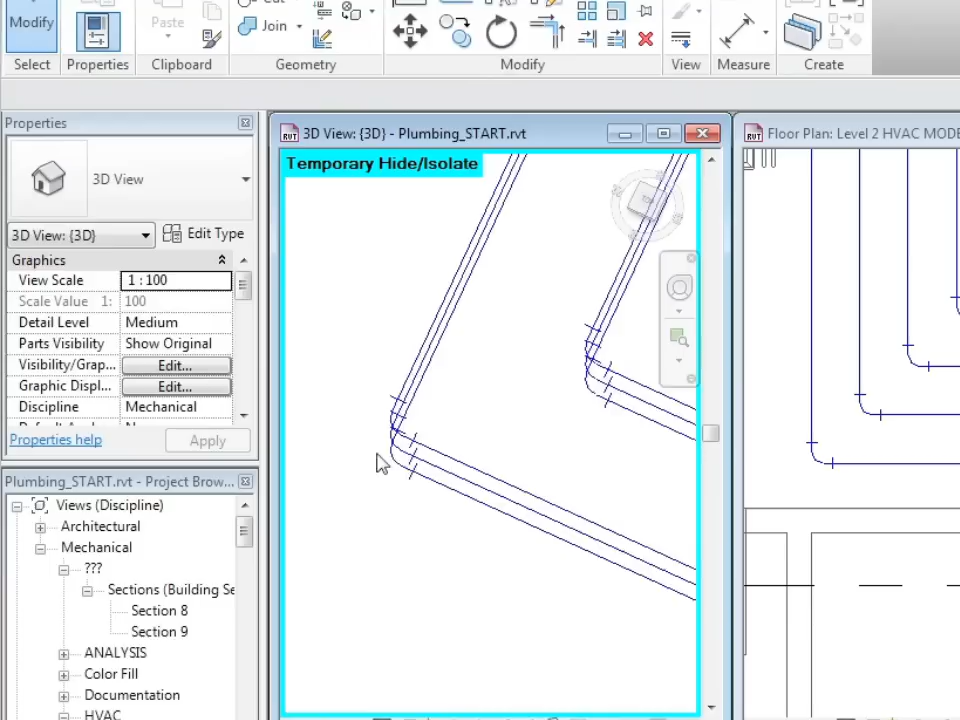 Cut
Modify
Paste
Join
Select
Properties
Clipboard
Geometry
Modify
View
Measure
Create
Properties
3D View: {3D} - Plumbing_START.rvt
Floor Plan: Level 2 HVAC MODE
Temporary Hide/Isolate
3D View
3D View: {3D}
Edit Type
Graphics
View Scale
1 : 100
Scale Value 1:
100
Detail Level
Medium
Parts Visibility
Show Original
Visibility/Grap...
Edit...
Graphic Displ...
Edit...
Discipline
Mechanical
Properties help
Apply
Plumbing_START.rvt - Project Brow...
Views (Discipline)
Architectural
Mechanical
???
Sections (Building Se
Section 8
Section 9
ANALYSIS
Color Fill
Documentation
HVAC